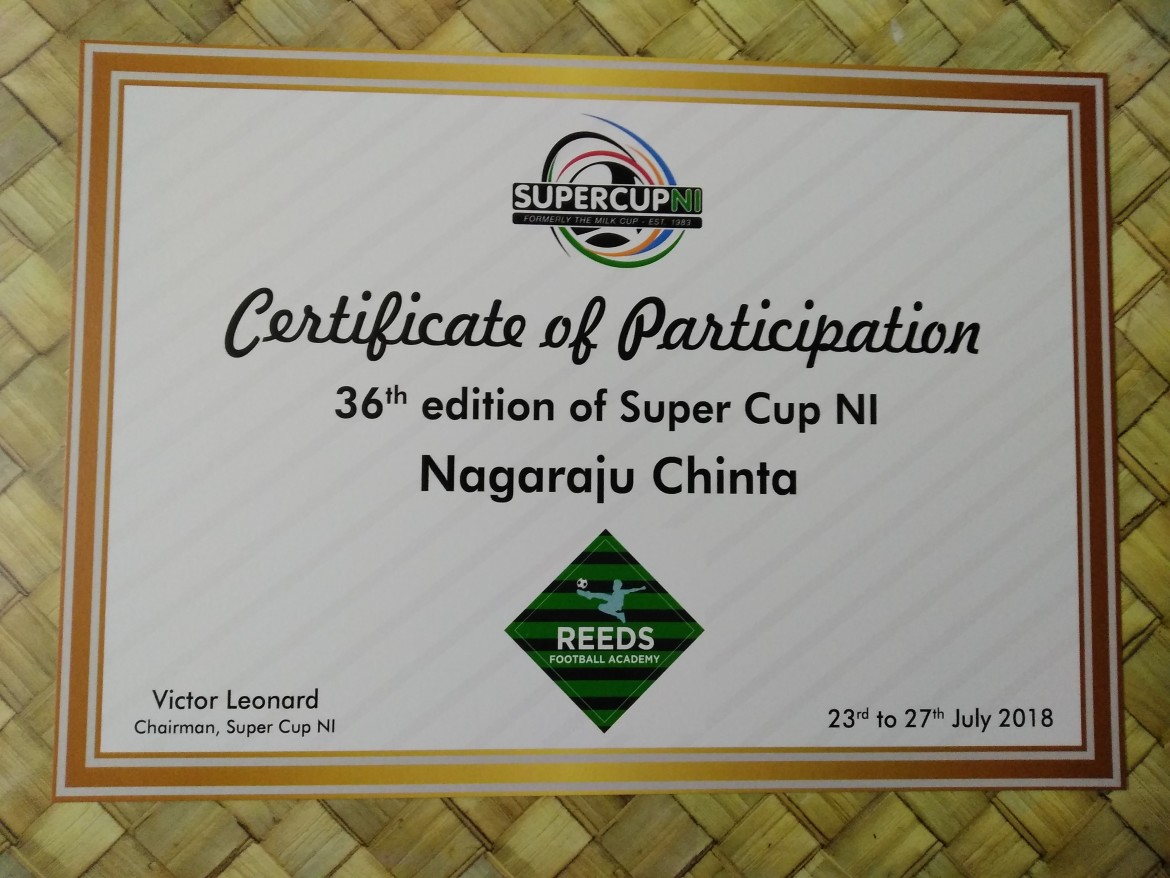 SUPERCUPNI
FORMERLY THE MILK CUP - EST. 1983
Certificate of Participation
36th edition of Super Cup NI
Nagaraju Chinta
REEDS
FOOTBALL ACADEMY
Victor Leonard
Chairman, Super Cup NI
23rd to 27th July 2018